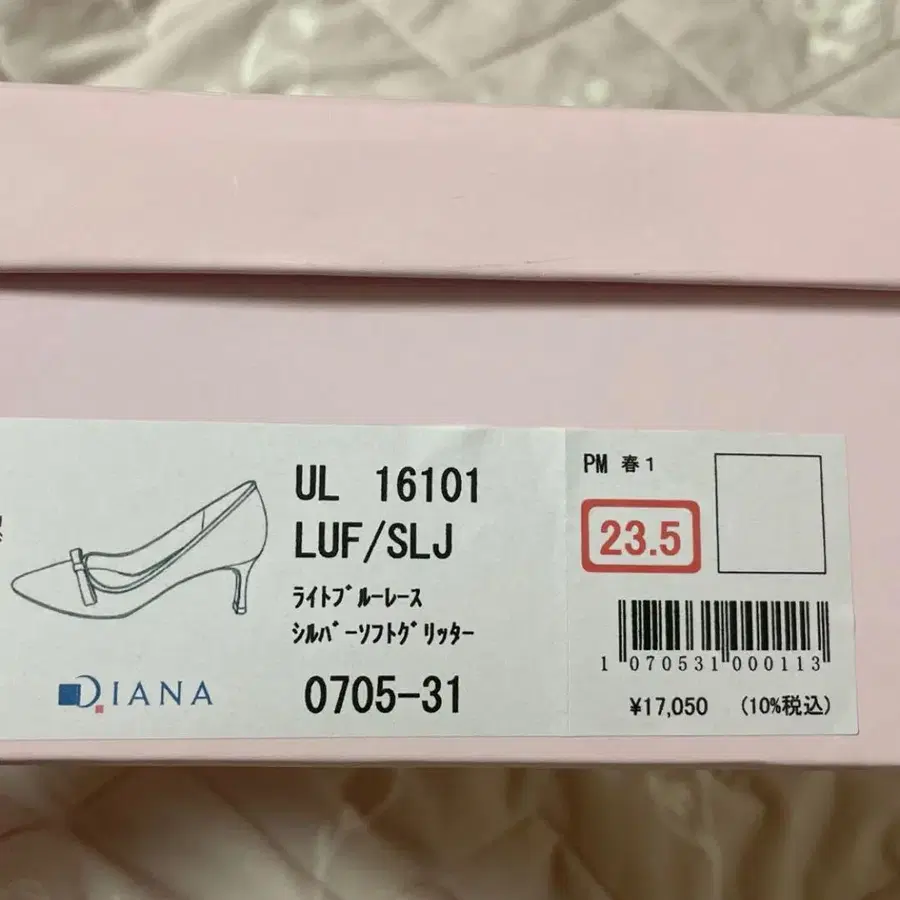 UL 16101
LUF/SLJ
ﾗｲﾄﾌﾞﾙｰﾚｰｽ
ｼﾙﾊﾞｰｿﾌﾄｸﾞﾘｯﾀｰ
0705-31
DIANA
PM 春1
23.5
1 070531 000113
¥17,050 (10%税込)